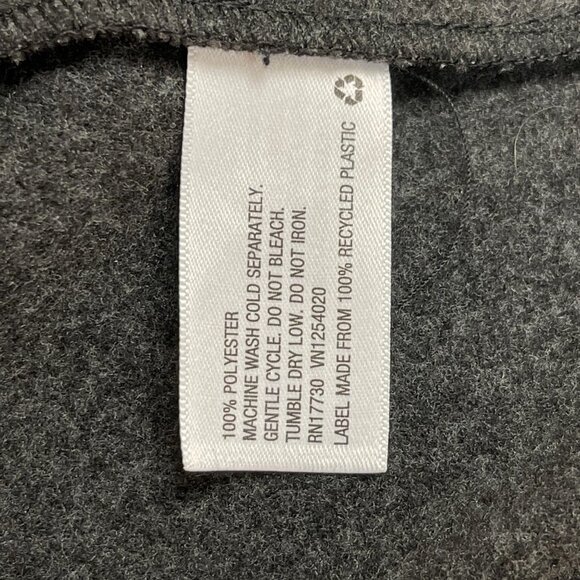 100% POLYESTER
MACHINE WASH COLD SEPARATELY.
GENTLE CYCLE. DO NOT BLEACH.
TUMBLE DRY LOW. DO NOT IRON.
RN17730 VN1254020
LABEL MADE FROM 100% RECYCLED PLASTIC